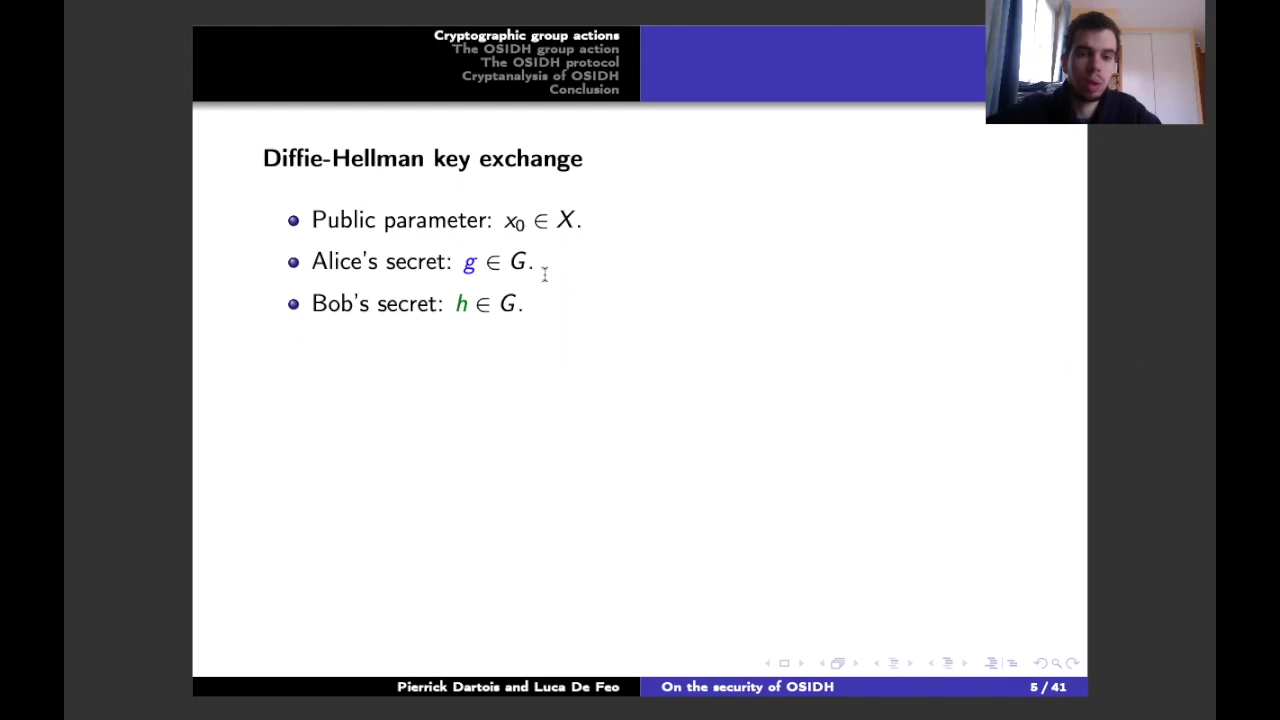 Cryptographic group actions
The OSIDH group action
The OSIDH protocol
Cryptanalysis of OSIDH
Conclusion
Diffie-Hellman key exchange
Public parameter: x₀ ∈ X.
Alice's secret: g ∈ G.
Bob's secret: h ∈ G.
Pierrick Dartois and Luca De Feo
On the security of OSIDH
5 / 41